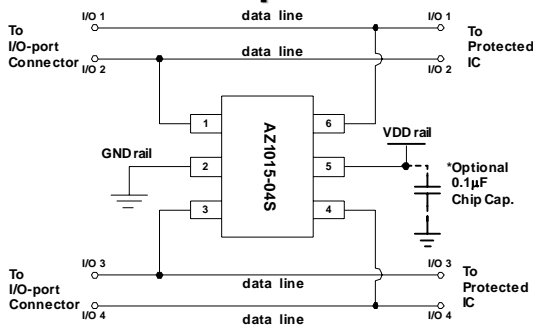 I/O 1 data line I/O 1
To
I/O-port
Connector
To
Protected
IC
I/O 2 data line I/O 2
1
6
VDD rail
GND rail
2
AZ1015-04S
5
*Optional
0.1μF
Chip Cap.
3
4
To
I/O-port
Connector
I/O 3
data line
I/O 3
To
Protected
IC
I/O 4
data line
I/O 4